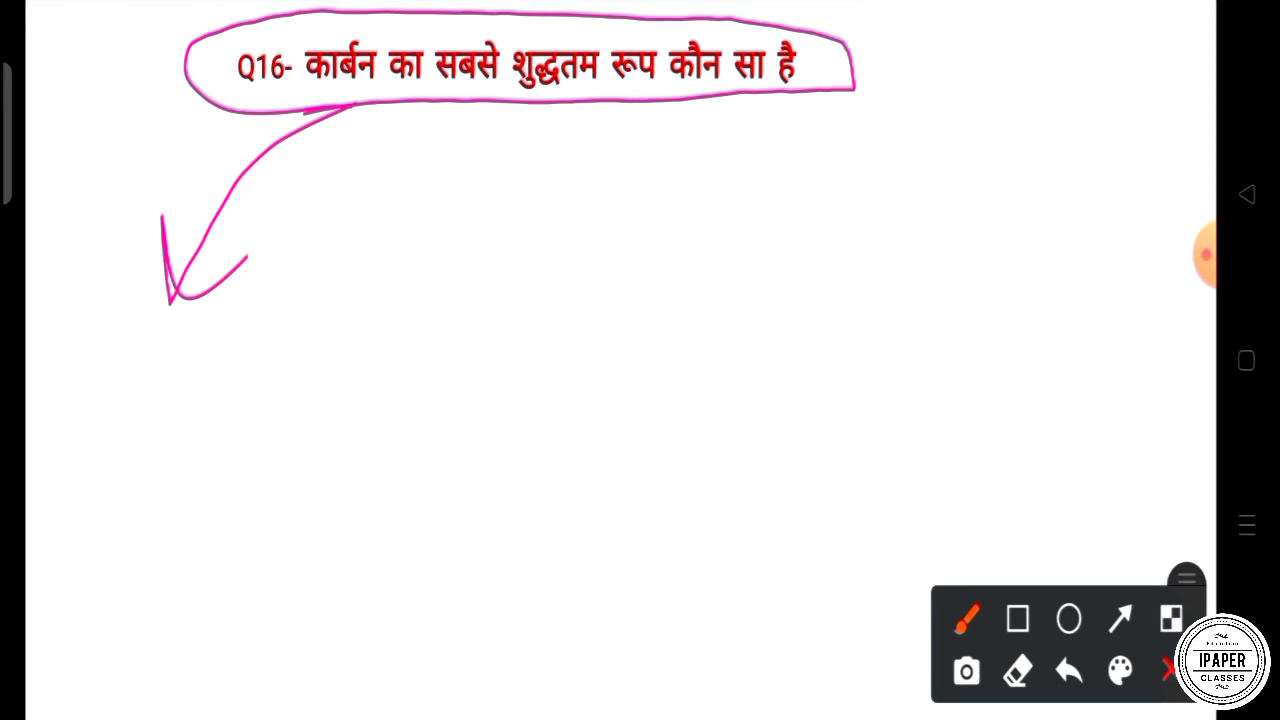 Q16- कार्बन का सबसे शुद्धतम रूप कौन सा है
IPAPER
CLASSES